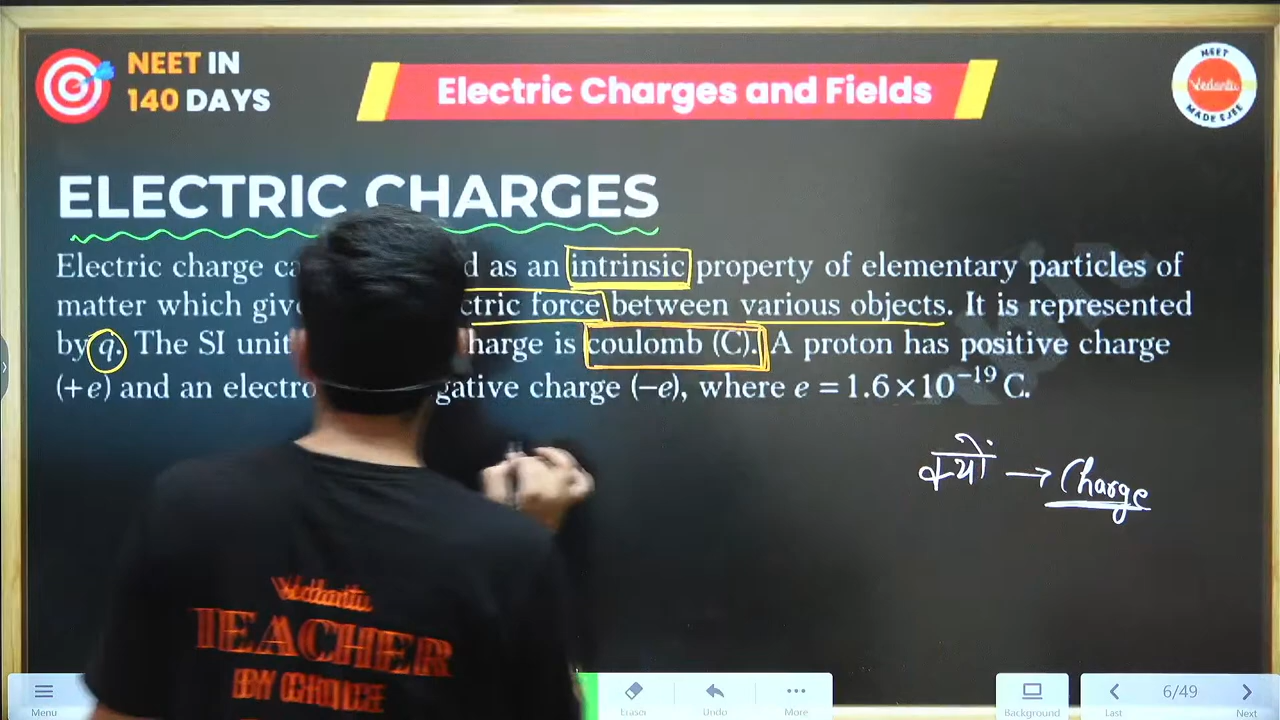 NEET IN
140 DAYS
Electric Charges and Fields
NEET
Vedantu
MADE EJEE
ELECTRIC CHARGES
Electric charge ca d as an intrinsic property of elementary particles of
matter which giv ctric force between various objects. It is represented
by q. The SI unit harge is coulomb (C). A proton has positive charge
(+e) and an electro gative charge (−e), where e = 1.6×10⁻¹⁹ C.
क्यों → Charge
Vedantu
TEACHER
BY CHOICE
Menu
Eraser
Undo
More
Background
Last
6/49
Next